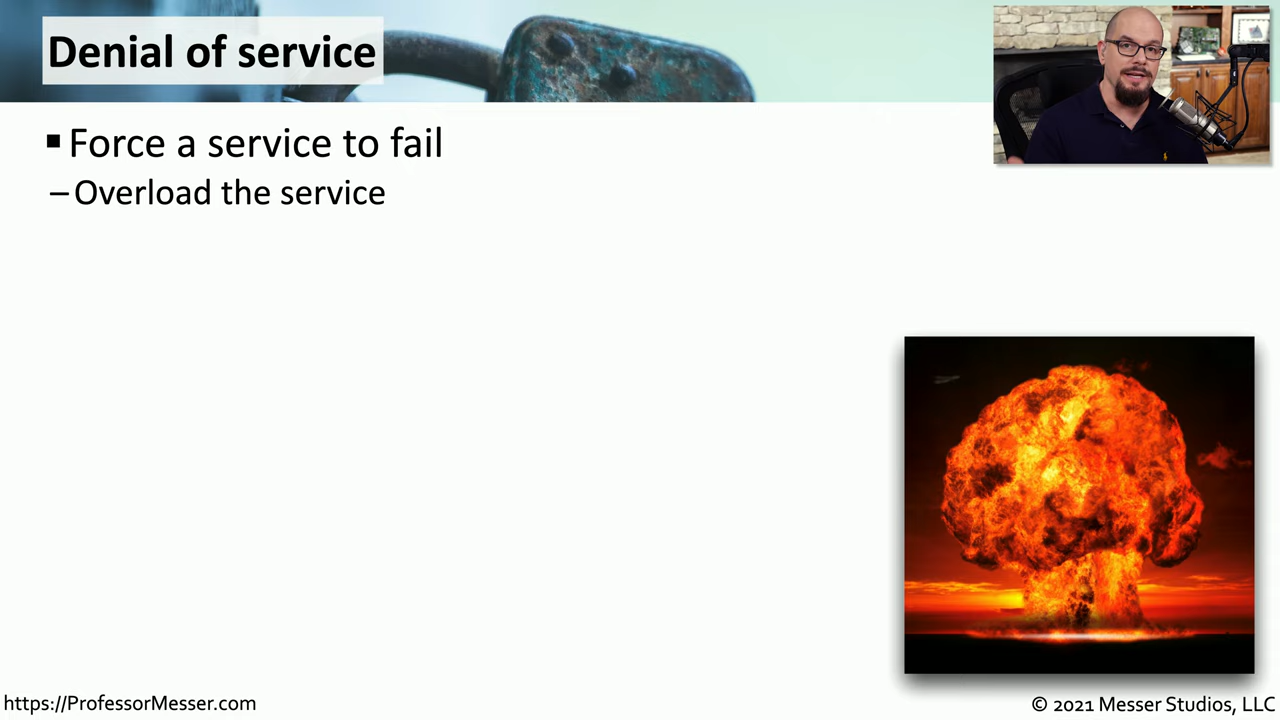 Denial of service
▪ Force a service to fail
– Overload the service
https://ProfessorMesser.com
© 2021 Messer Studios, LLC